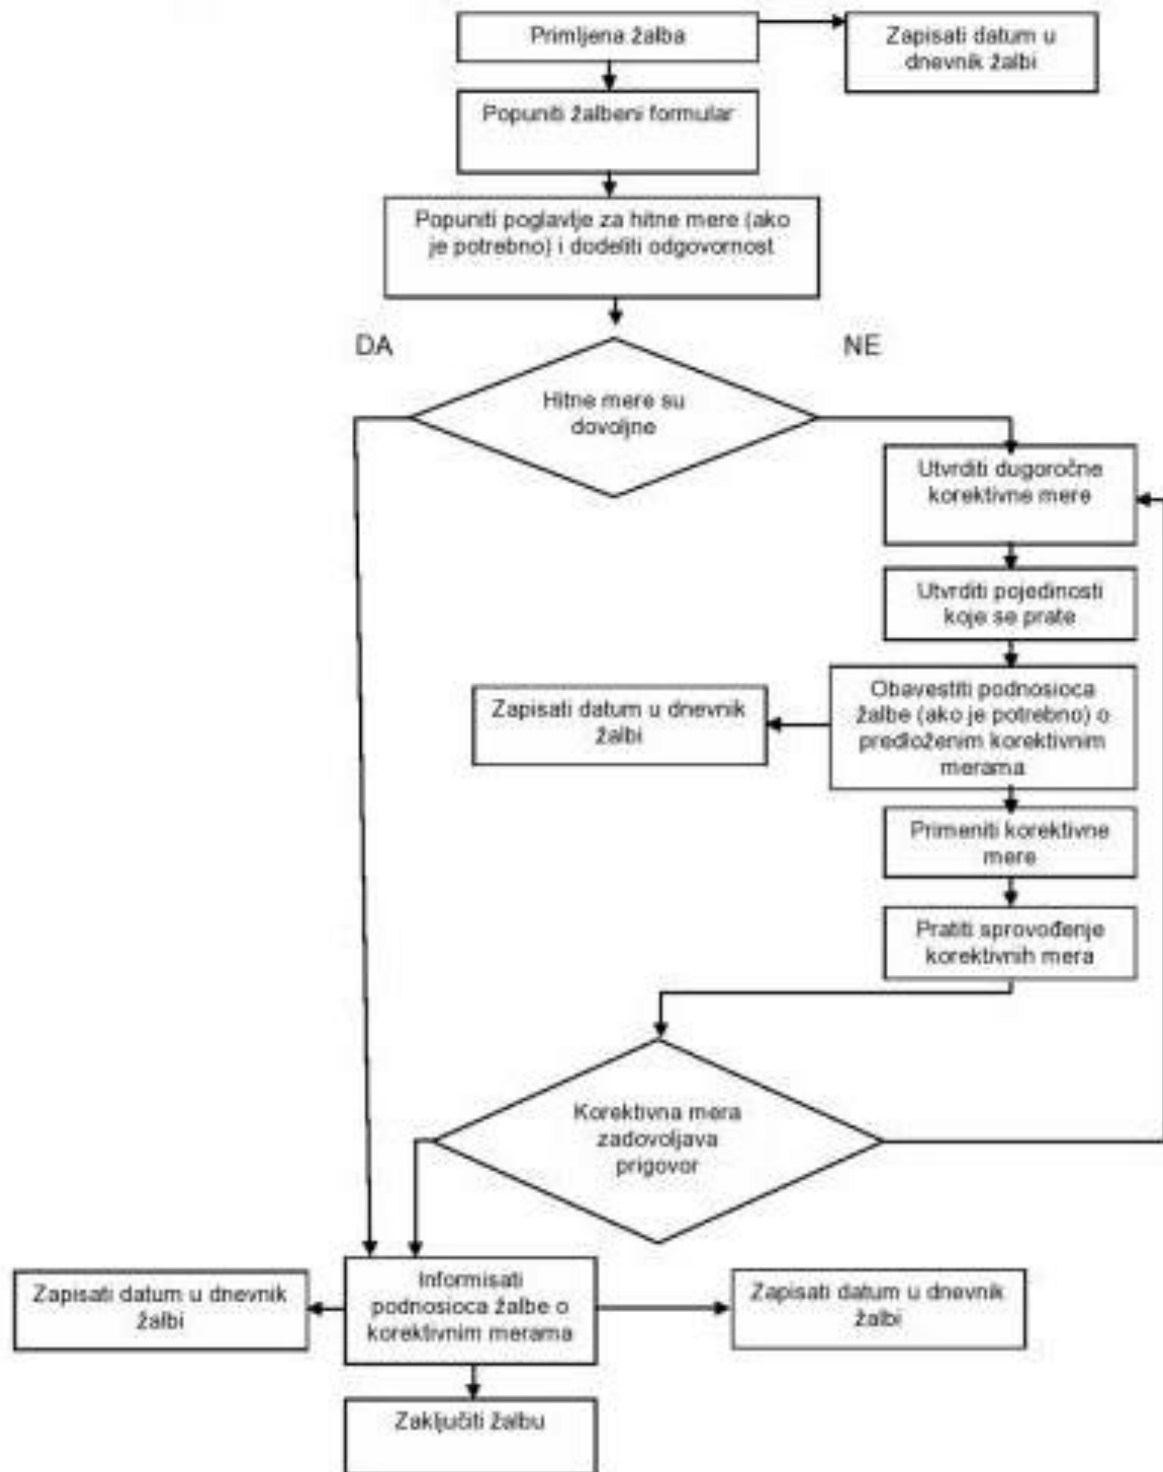 Primljena žalba
Zapisati datum u
dnevnik žalbi
Popuniti žalbeni formular
Popuniti poglavlje za hitne mere (ako
je potrebno) i dodeliti odgovornost
DA
NE
Hitne mere su
dovoljne
Utvrditi dugoročne
korektivne mere
Utvrditi pojedinosti
koje se prate
Obavestiti podnosioca
žalbe (ako je potrebno) o
predloženim korektivnim
merama
Zapisati datum u dnevnik
žalbi
Primeniti korektivne
mere
Pratiti sprovođenje
korektivnih mera
Korektivna mera
zadovoljava
prigovor
Zapisati datum u dnevnik
žalbi
Informisati
podnosioca žalbe o
korektivnim merama
Zapisati datum u dnevnik
žalbi
Zaključiti žalbu